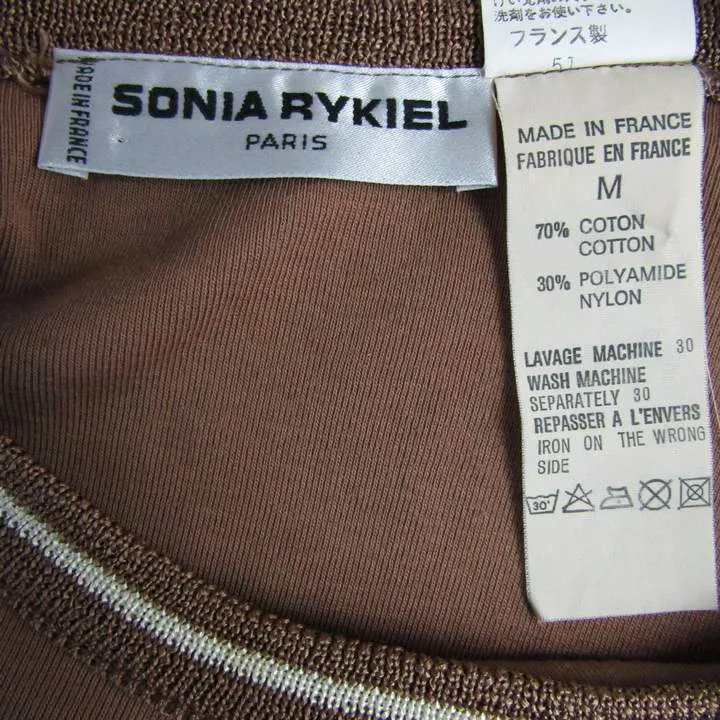 洗剤をお使い下さい。
フランス製
51
MADE IN FRANCE
SONIA RYKIEL
PARIS
MADE IN FRANCE
FABRIQUE EN FRANCE
M
70% COTON
COTTON
30% POLYAMIDE
NYLON
LAVAGE MACHINE 30
WASH MACHINE
SEPARATELY 30
REPASSER A L'ENVERS
IRON ON THE WRONG
SIDE
30°